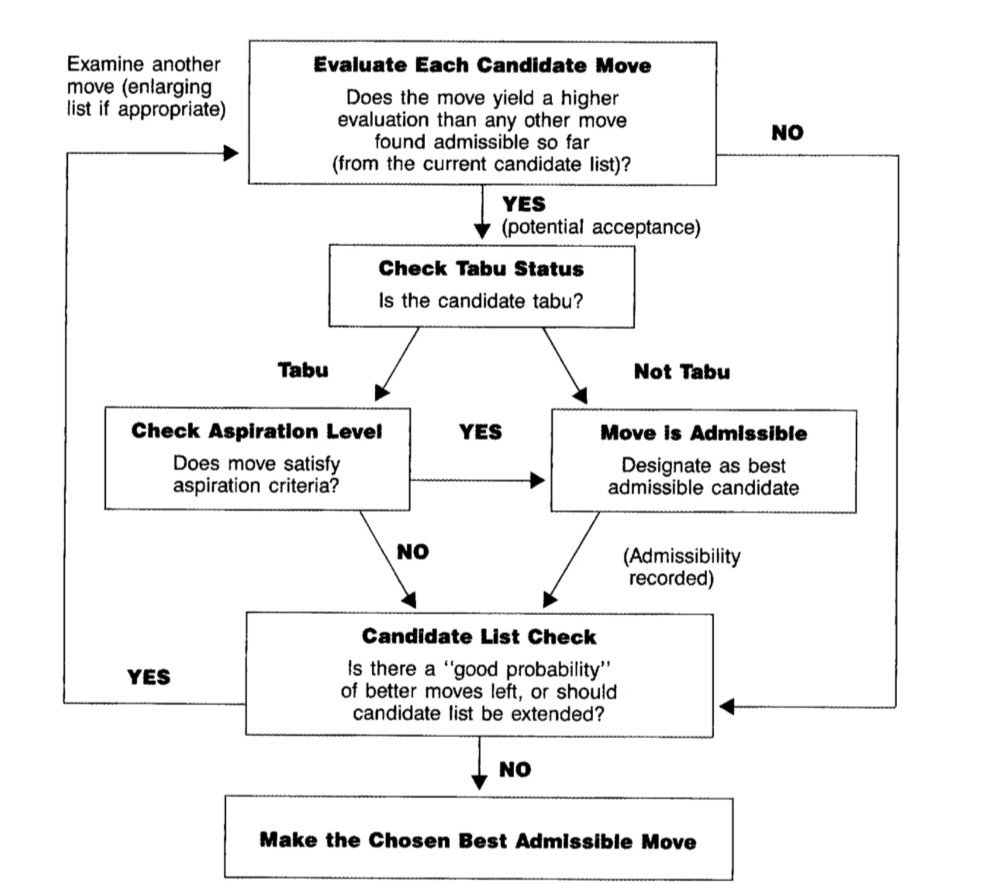 Examine another
move (enlarging
list if appropriate)
Evaluate Each Candidate Move
Does the move yield a higher
evaluation than any other move
found admissible so far
(from the current candidate list)?
NO
YES
(potential acceptance)
Check Tabu Status
Is the candidate tabu?
Tabu
Not Tabu
Check Aspiration Level
Does move satisfy
aspiration criteria?
YES
Move is Admissible
Designate as best
admissible candidate
NO
(Admissibility
recorded)
Candidate List Check
Is there a "good probability"
of better moves left, or should
candidate list be extended?
YES
NO
Make the Chosen Best Admissible Move